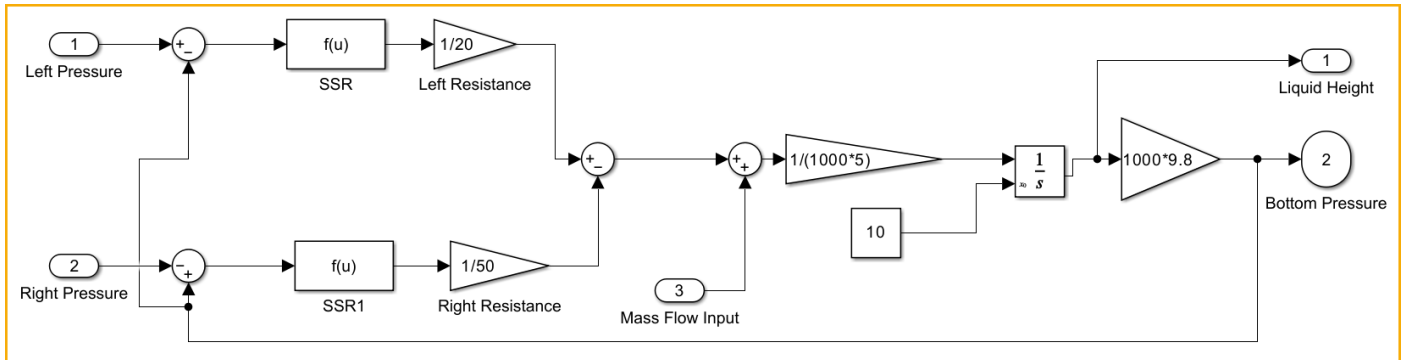 1
Left Pressure
+
−
f(u)
SSR
1/20
Left Resistance
1
Liquid Height
+
−
+
+
1/(1000*5)
1
s
x₀
1000*9.8
2
Bottom Pressure
10
2
Right Pressure
−
+
f(u)
SSR1
1/50
Right Resistance
3
Mass Flow Input